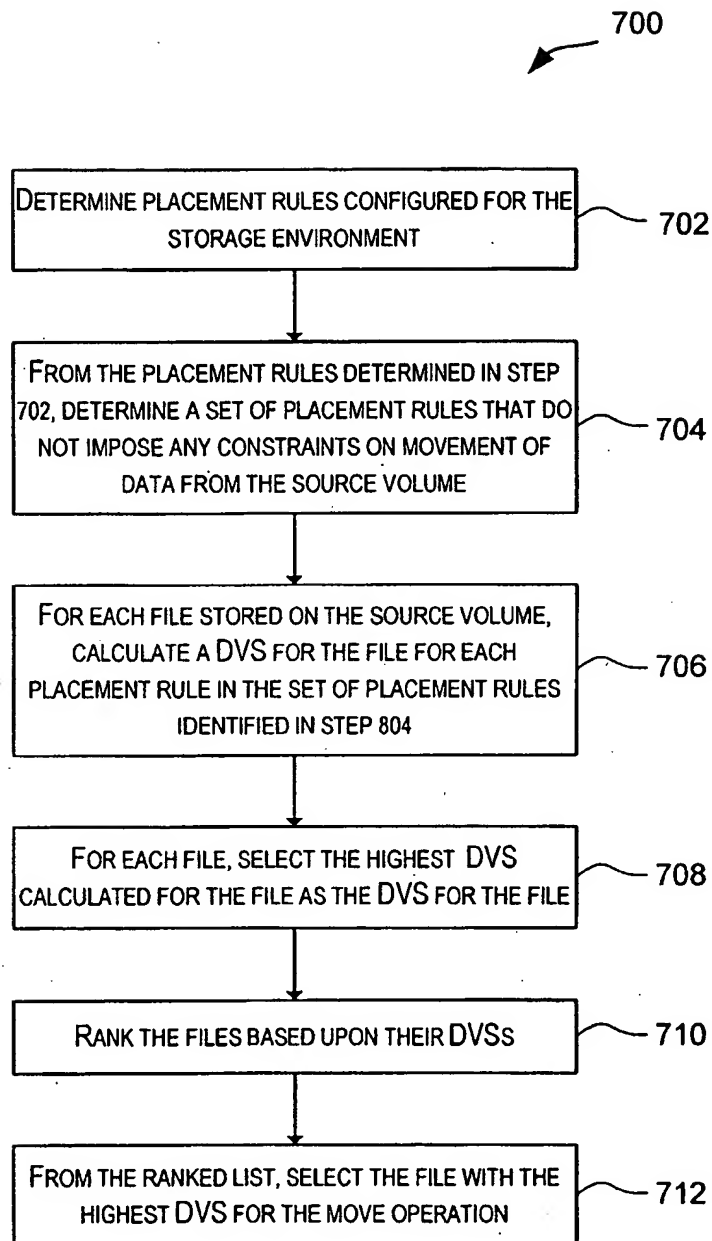 700
DETERMINE PLACEMENT RULES CONFIGURED FOR THE
STORAGE ENVIRONMENT
702
FROM THE PLACEMENT RULES DETERMINED IN STEP
702, DETERMINE A SET OF PLACEMENT RULES THAT DO
NOT IMPOSE ANY CONSTRAINTS ON MOVEMENT OF
DATA FROM THE SOURCE VOLUME
704
FOR EACH FILE STORED ON THE SOURCE VOLUME,
CALCULATE A DVS FOR THE FILE FOR EACH
PLACEMENT RULE IN THE SET OF PLACEMENT RULES
IDENTIFIED IN STEP 804
706
FOR EACH FILE, SELECT THE HIGHEST DVS
CALCULATED FOR THE FILE AS THE DVS FOR THE FILE
708
RANK THE FILES BASED UPON THEIR DVSS
710
FROM THE RANKED LIST, SELECT THE FILE WITH THE
HIGHEST DVS FOR THE MOVE OPERATION
712